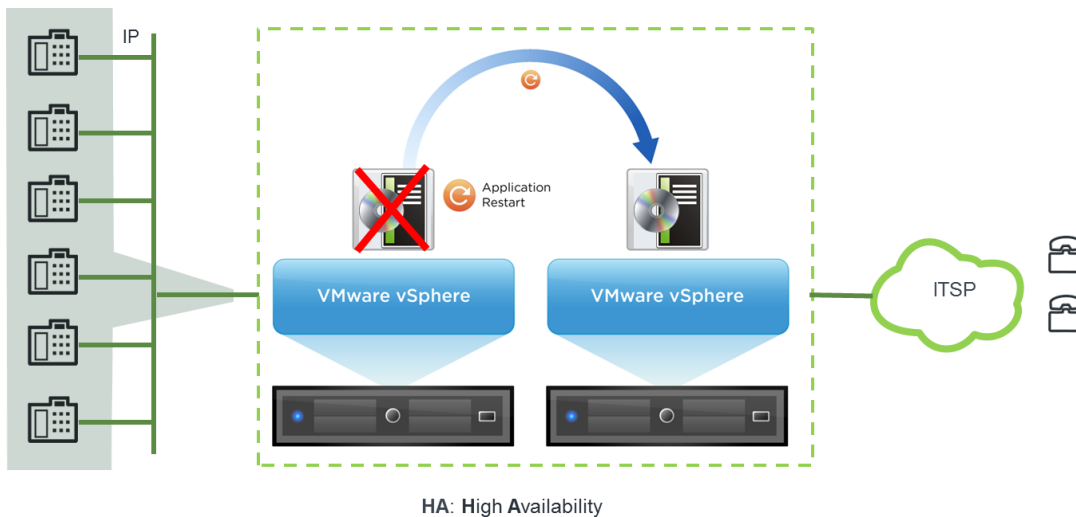 IP
Application
Restart
VMware vSphere
VMware vSphere
ITSP
HA: High Availability